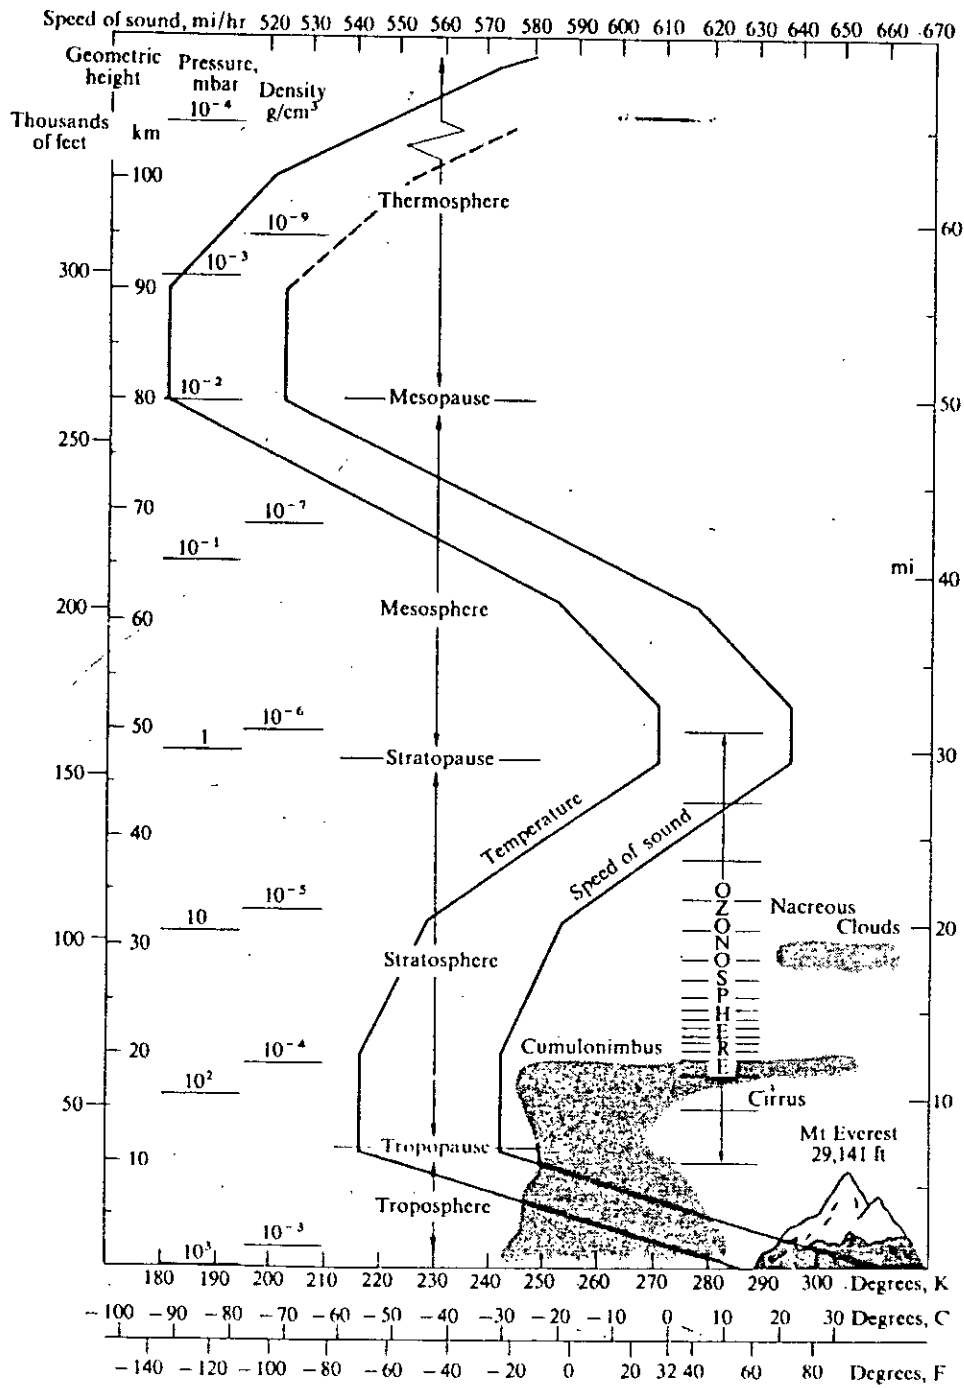 Speed of sound, mi/hr 520 530 540 550 560 570 580 590 600 610 620 630 640 650 660 670
Geometric height
Pressure, mbar
Density g/cm³
Thousands of feet
km
10⁻⁴
100
Thermosphere
10⁻⁹
60
10⁻³
300
90
10⁻²
80
Mesopause
50
250
70
10⁻⁷
10⁻¹
mi
40
200
60
Mesosphere
10⁻⁶
50
1
Stratopause
30
150
Temperature
Speed of sound
40
OZONOSPHERE
10⁻⁵
10
Nacreous
Clouds
20
100
30
Stratosphere
20
10⁻⁴
Cumulonimbus
10²
50
Cirrus
10
Mt Everest
29,141 ft
Tropopause
10
Troposphere
10⁻³
10³
180 190 200 210 220 230 240 250 260 270 280 290 300 Degrees, K
−100 −90 −80 −70 −60 −50 −40 −30 −20 −10 0 10 20 30 Degrees, C
−140 −120 −100 −80 −60 −40 −20 0 20 32 40 60 80 Degrees, F